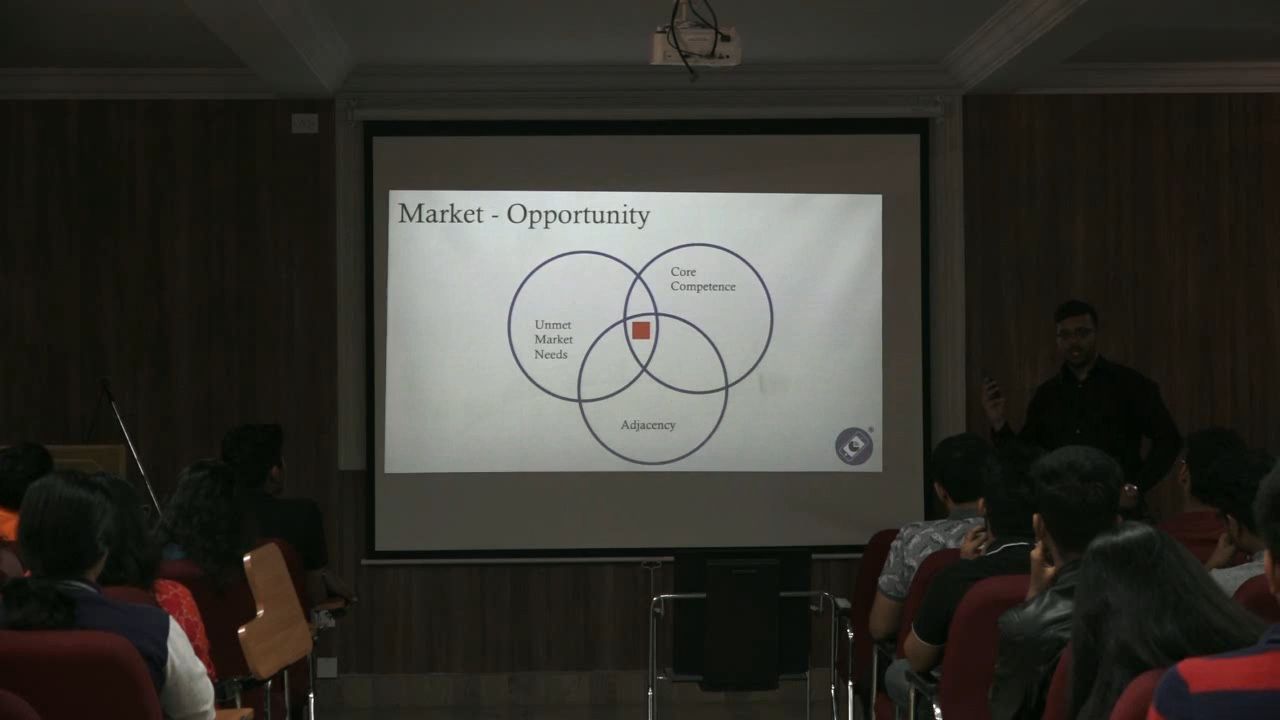 Market - Opportunity
Core
Competence
Unmet
Market
Needs
Adjacency
®